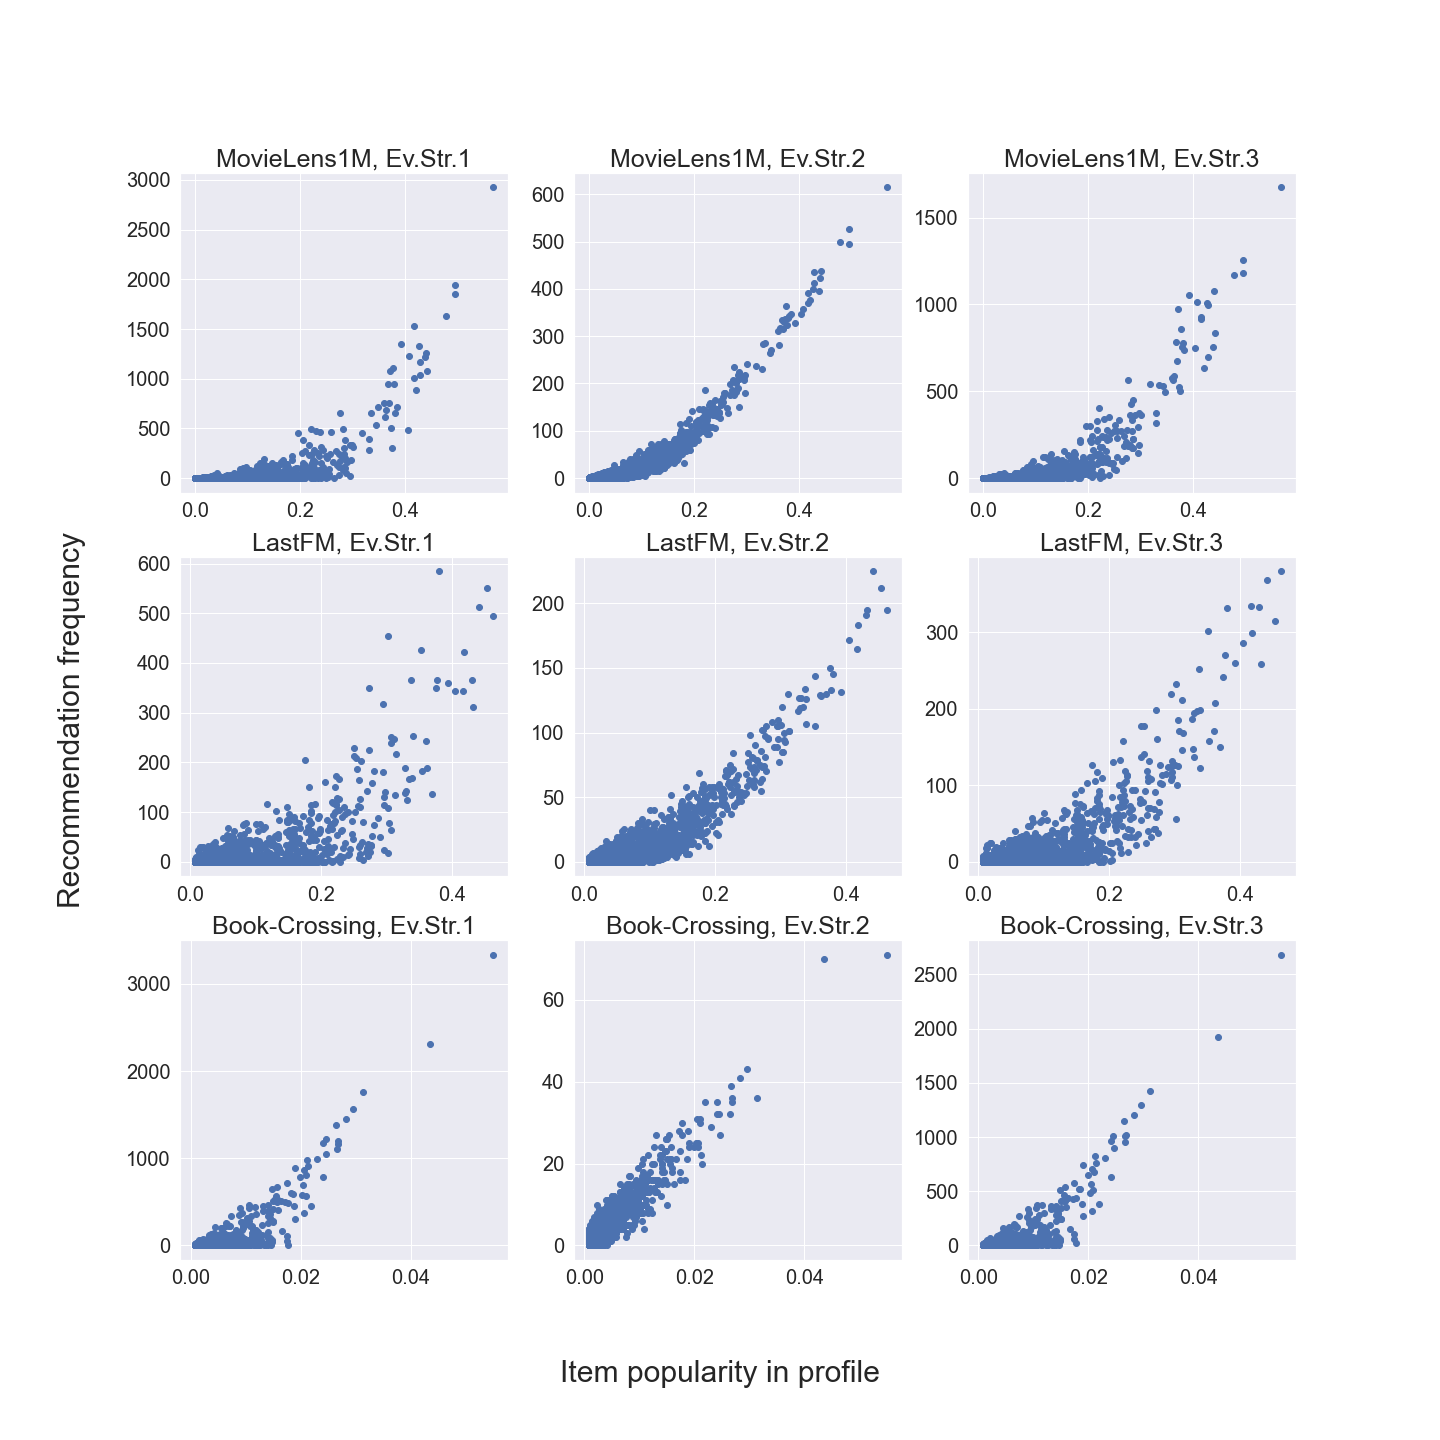 MovieLens1M, Ev.Str.1
3000
2500
2000
1500
1000
500
0
0.0 0.2 0.4
MovieLens1M, Ev.Str.2
600
500
400
300
200
100
0
0.0 0.2 0.4
MovieLens1M, Ev.Str.3
1500
1000
500
0
0.0 0.2 0.4
Recommendation frequency
LastFM, Ev.Str.1
600
500
400
300
200
100
0
0.0 0.2 0.4
LastFM, Ev.Str.2
200
150
100
50
0
0.0 0.2 0.4
LastFM, Ev.Str.3
300
200
100
0
0.0 0.2 0.4
Book-Crossing, Ev.Str.1
3000
2000
1000
0
0.00 0.02 0.04
Book-Crossing, Ev.Str.2
60
40
20
0
0.00 0.02 0.04
Book-Crossing, Ev.Str.3
2500
2000
1500
1000
500
0
0.00 0.02 0.04
Item popularity in profile